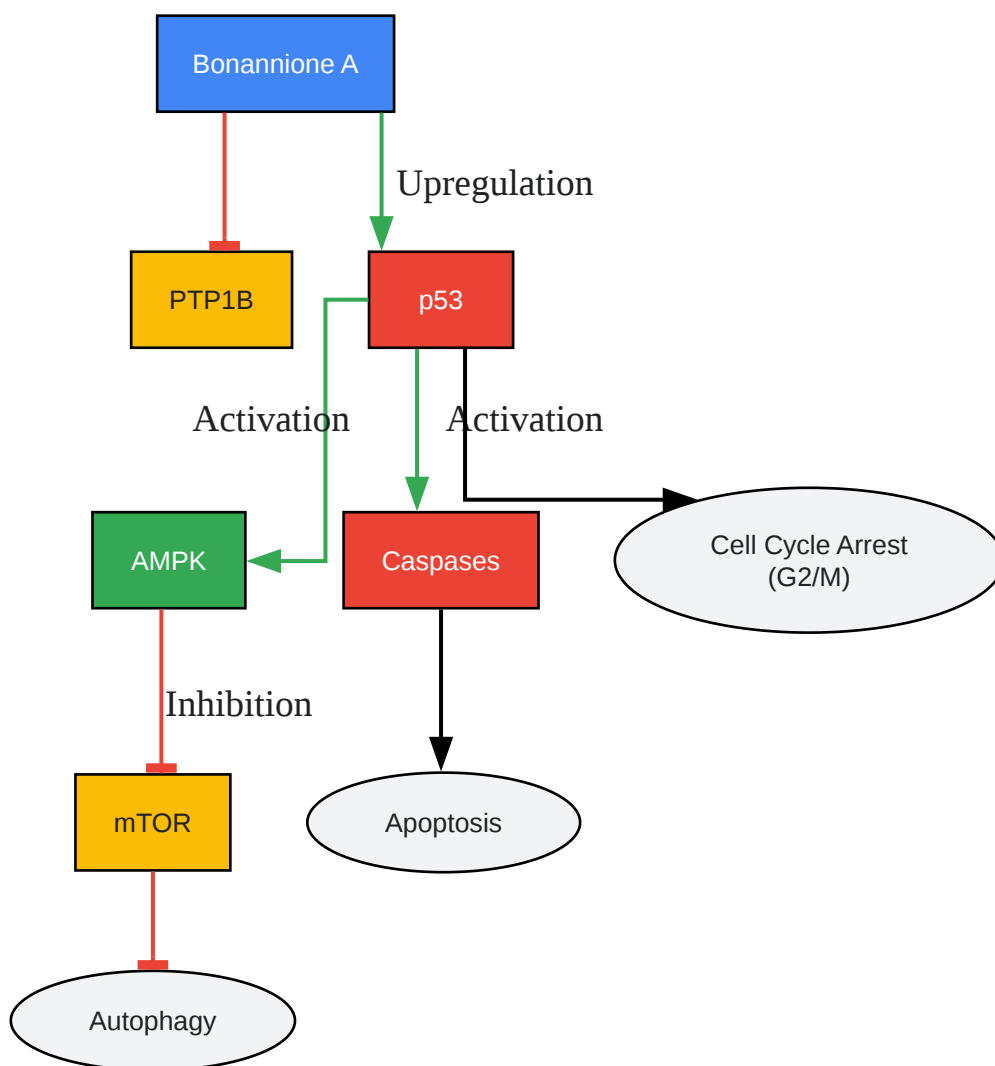 Bonannione A
Upregulation
PTP1B
p53
Activation
Activation
AMPK
Caspases
Cell Cycle Arrest
(G2/M)
Inhibition
mTOR
Apoptosis
Autophagy